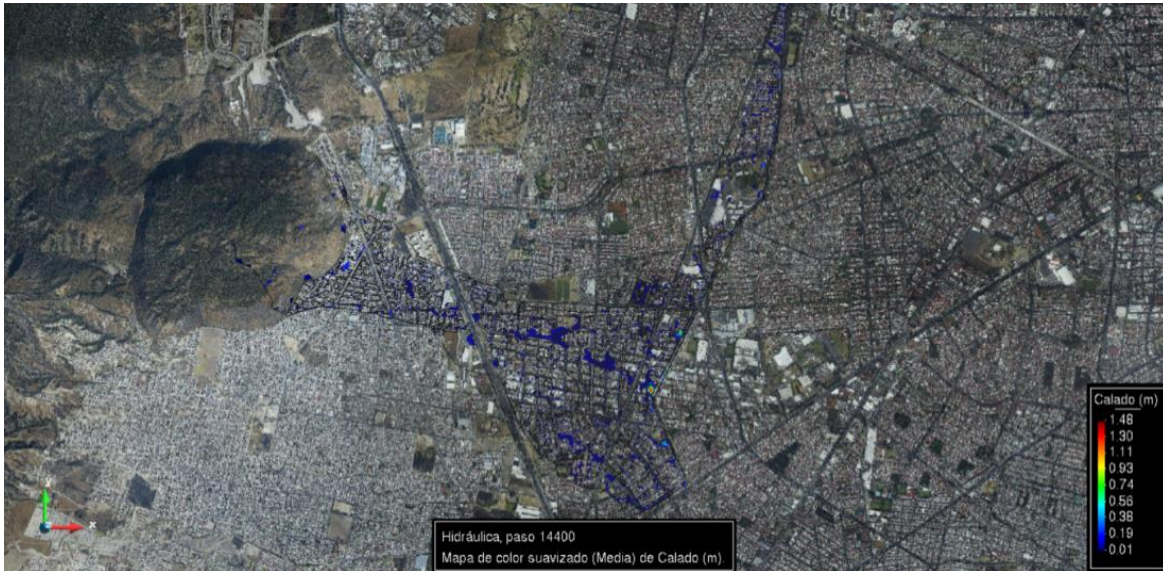 Calado (m)
1.48
1.30
1.11
0.93
0.74
0.56
0.38
0.19
0.01
Y
X
Hidráulica, paso 14400
Mapa de color suavizado (Media) de Calado (m).